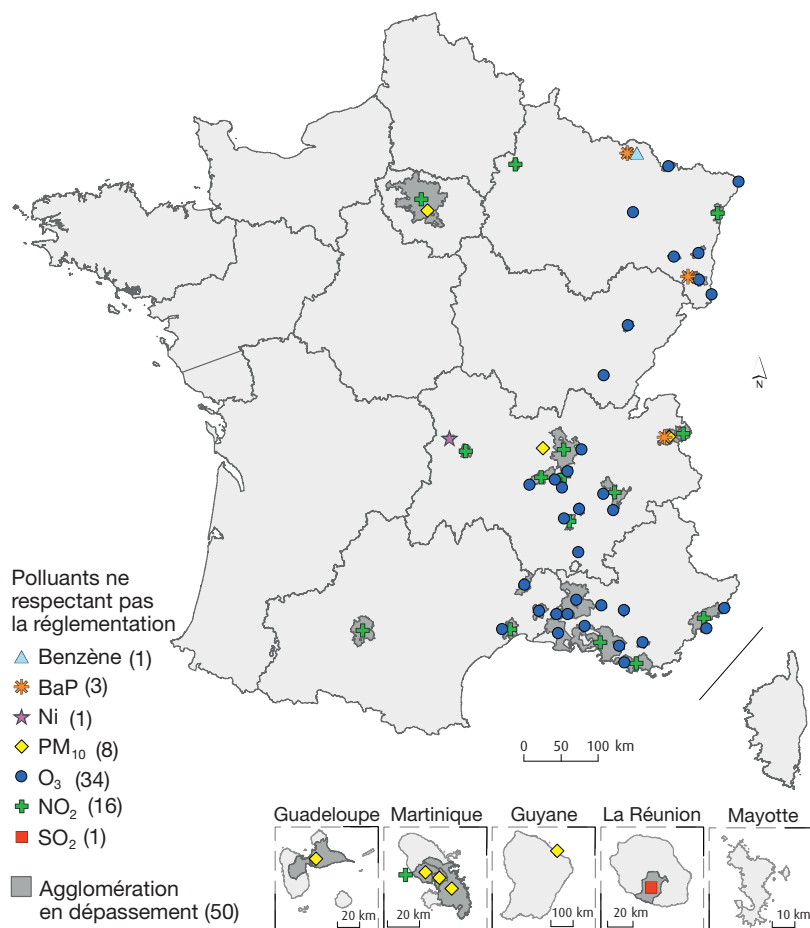 N
Polluants ne
respectant pas
la réglementation
Benzène (1)
BaP (3)
Ni (1)
PM₁₀ (8)
O₃ (34)
NO₂ (16)
SO₂ (1)
Agglomération
en dépassement (50)
0 50 100 km
Guadeloupe
20 km
Martinique
20 km
Guyane
100 km
La Réunion
20 km
Mayotte
10 km